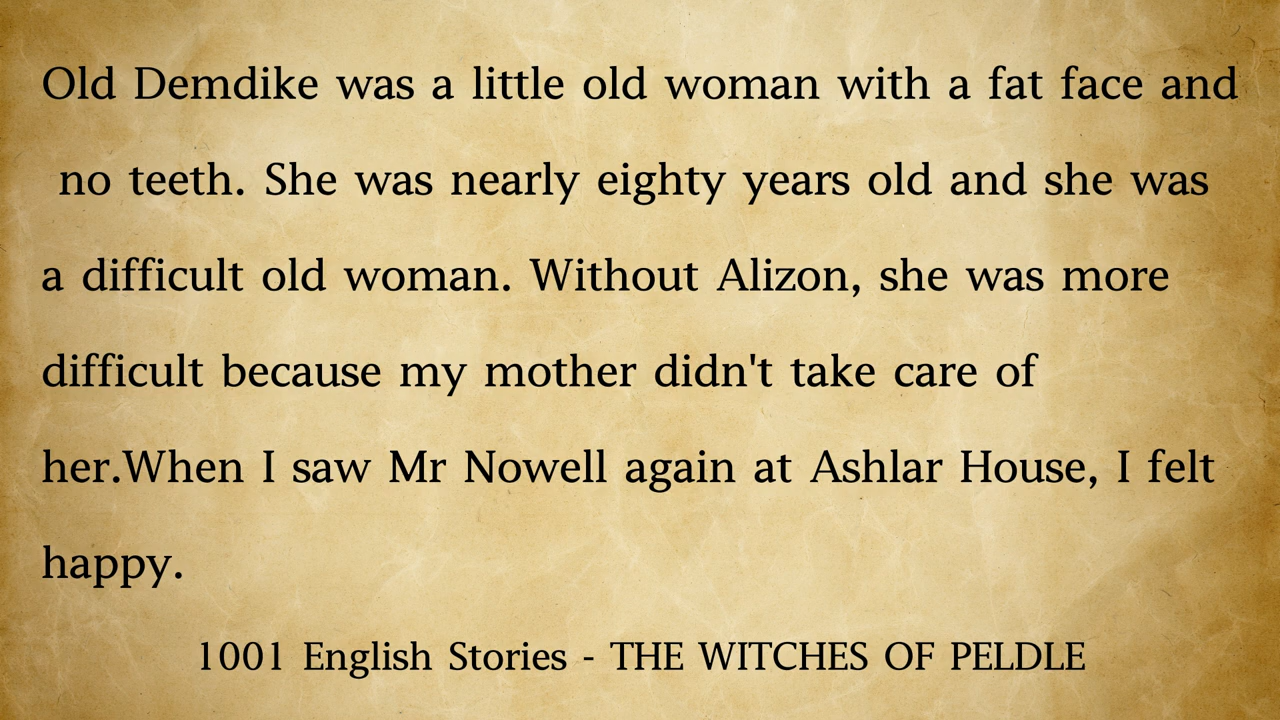 Old Demdike was a little old woman with a fat face and
no teeth. She was nearly eighty years old and she was
a difficult old woman. Without Alizon, she was more
difficult because my mother didn't take care of
her.When I saw Mr Nowell again at Ashlar House, I felt
happy.
1001 English Stories - THE WITCHES OF PELDLE